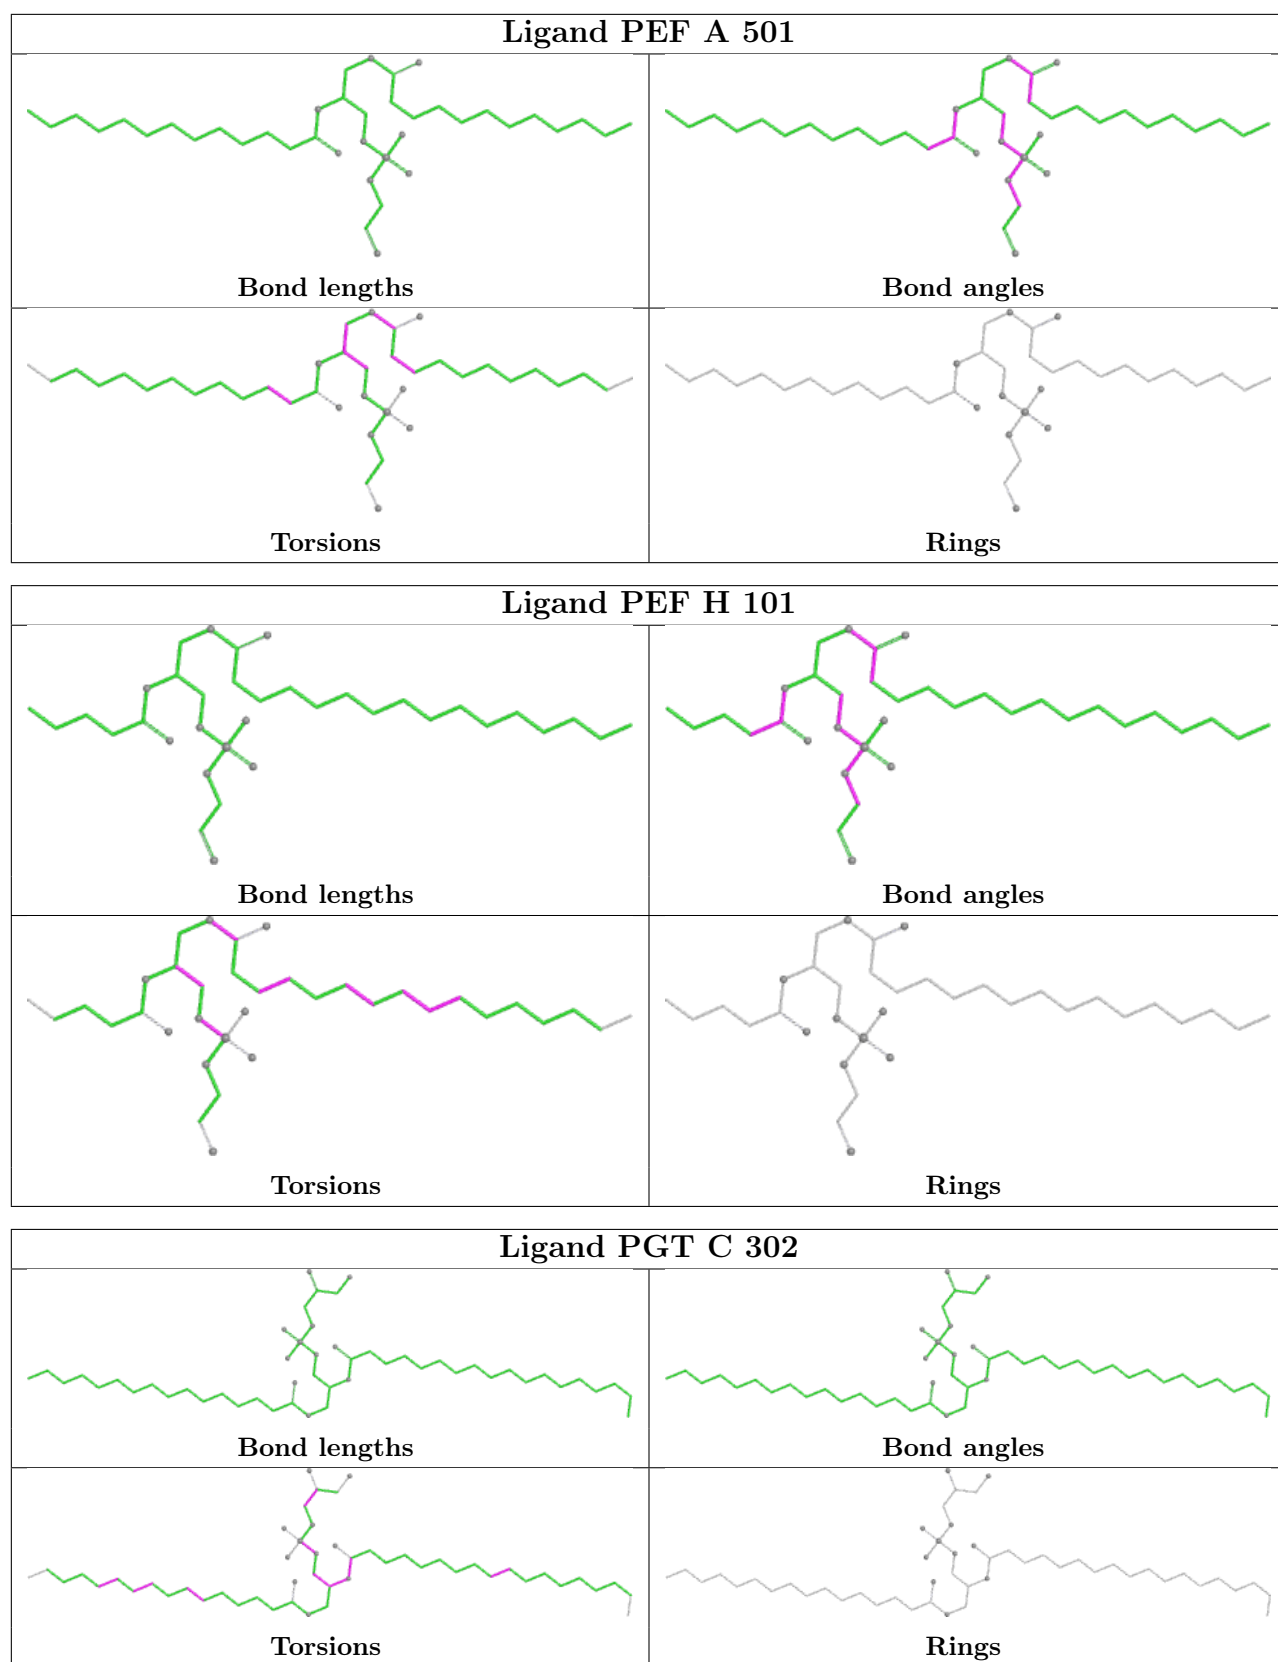 Ligand PEF A 501
Bond lengths
Bond angles
Torsions
Rings
Ligand PEF H 101
Bond lengths
Bond angles
Torsions
Rings
Ligand PGT C 302
Bond lengths
Bond angles
Torsions
Rings